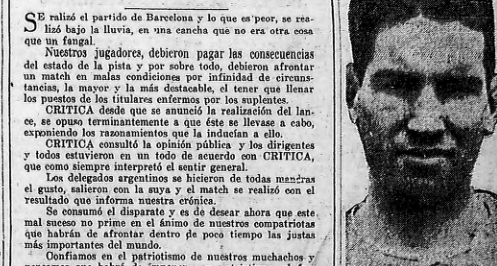 SE ralizó el partido de Barcelona y lo que es peor, se rea-
lizó bajo la lluvia, en una cancha que no era otra cosa
que un fangal.
Nuestros jugadores, debieron pagar las consecuencias
del estado de la pista y por sobre todo, debieron afrontar
un match en malas condiciones por infinidad de circuns-
tancias, la mayor y la más destacable, el tener que llenar
los puestos de los titulares enfermos por los suplentes.
CRITICA desde que se anunció la realización del lan-
ce, se opuso terminantemente a que éste se llevase a cabo,
exponiendo los razonamientos que la inducían a ello.
CRITICA consultó la opinión pública y los dirigentes
y todos estuvieron en un todo de acuerdo con CRITICA,
que como siempre interpretó el sentir general.
Los delegados argentinos se hicieron de todas maneras
el gusto, salieron con la suya y el match se realizó con el
resultado que informa nuestra crónica.
Se consumó el disparate y es de desear ahora que este
mal suceso no prime en el ánimo de nuestros compatriotas
que habrán de afrontar dentro de poco tiempo las justas
más importantes del mundo.
Confiamos en el patriotismo de nuestros muchachos y